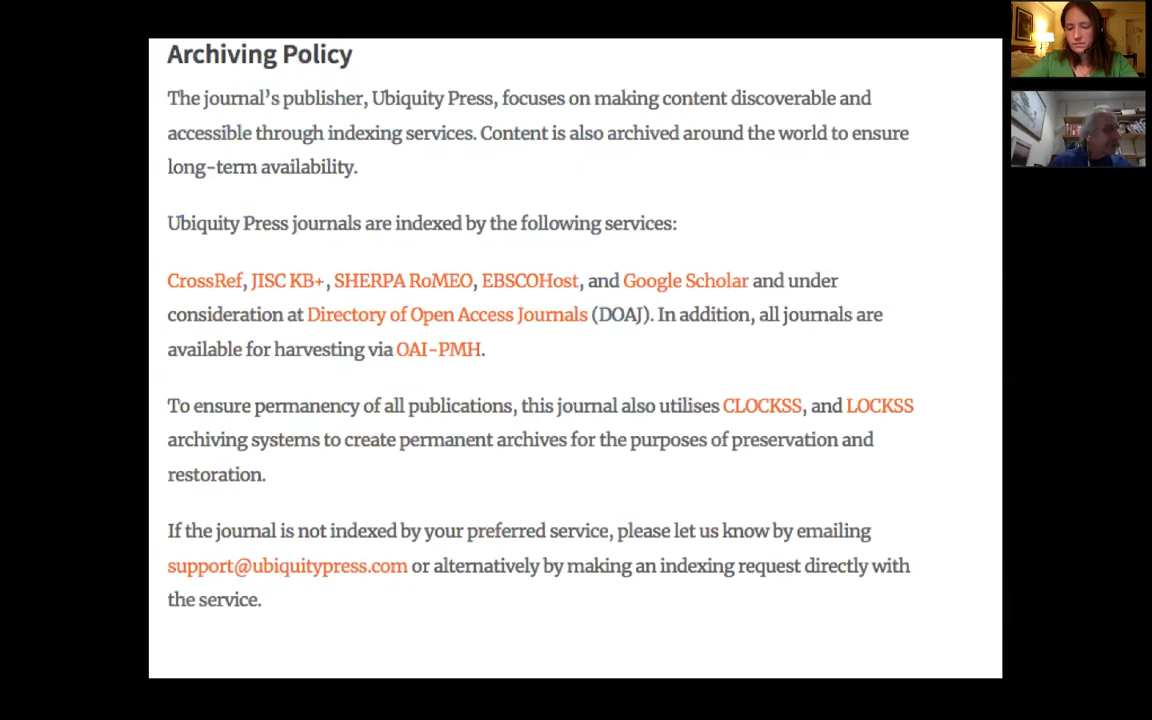 Archiving Policy
The journal's publisher, Ubiquity Press, focuses on making content discoverable and
accessible through indexing services. Content is also archived around the world to ensure
long-term availability.
Ubiquity Press journals are indexed by the following services:
CrossRef, JISC KB+, SHERPA RoMEO, EBSCOHost, and Google Scholar and under
consideration at Directory of Open Access Journals (DOAJ). In addition, all journals are
available for harvesting via OAI-PMH.
To ensure permanency of all publications, this journal also utilises CLOCKSS, and LOCKSS
archiving systems to create permanent archives for the purposes of preservation and
restoration.
If the journal is not indexed by your preferred service, please let us know by emailing
support@ubiquitypress.com or alternatively by making an indexing request directly with
the service.